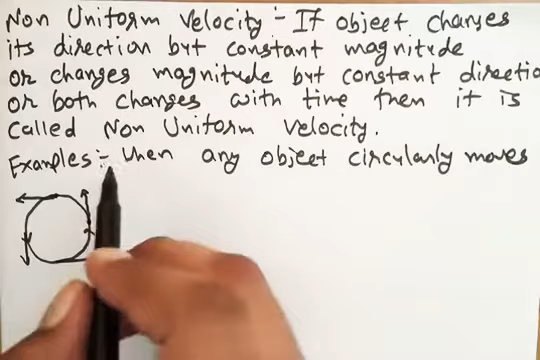 Non Uniform Velocity :- If object changes
its direction but constant magnitude
or changes magnitude but constant directio
or both changes with time then it is
called Non Uniform Velocity.
Examples :- When any object circularly moves